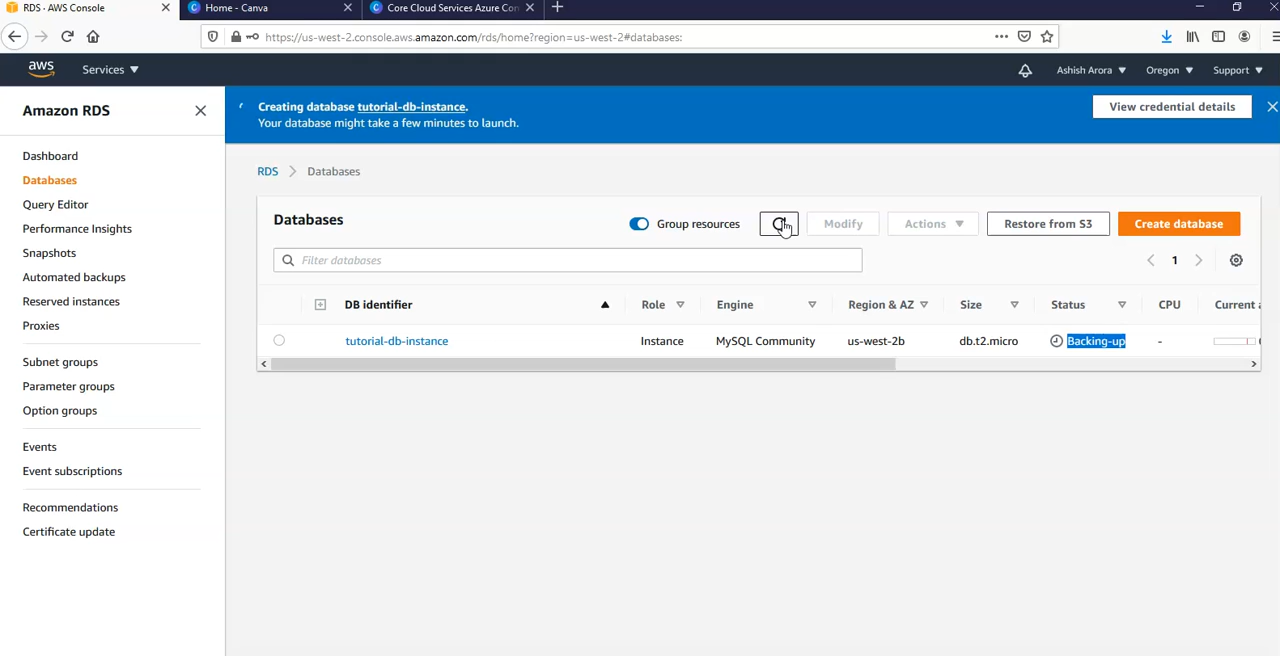 RDS · AWS Console
Home - Canva
Core Cloud Services Azure Com
https://us-west-2.console.aws.amazon.com/rds/home?region=us-west-2#databases:
aws
Services
Ashish Arora
Oregon
Support
Amazon RDS
Dashboard
Databases
Query Editor
Performance Insights
Snapshots
Automated backups
Reserved instances
Proxies
Subnet groups
Parameter groups
Option groups
Events
Event subscriptions
Recommendations
Certificate update
Creating database tutorial-db-instance.
Your database might take a few minutes to launch.
View credential details
RDS > Databases
Databases
Group resources
Modify
Actions
Restore from S3
Create database
Filter databases
1
DB identifier Role Engine Region & AZ Size Status CPU Current a
tutorial-db-instance Instance MySQL Community us-west-2b db.t2.micro Backing-up -